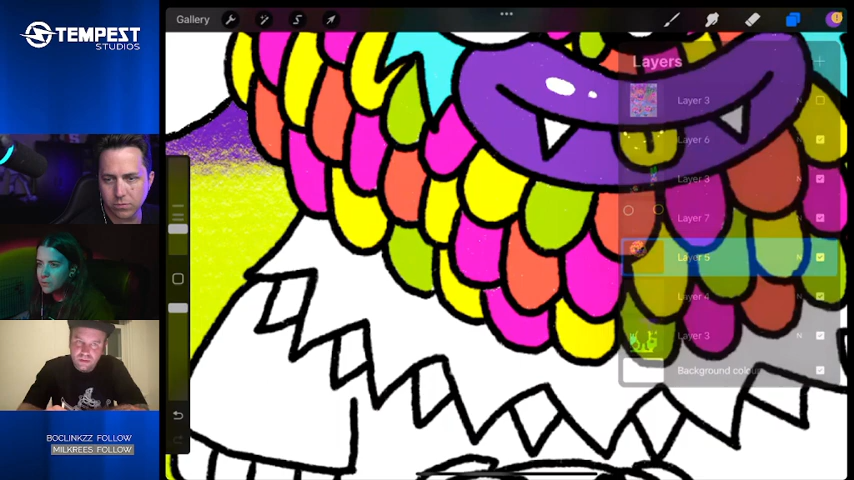 TEMPEST
STUDIOS
BOCLINKZZ FOLLOW
MILKREES FOLLOW
Gallery
Layers
Layer 3
N
Layer 6
N
Layer 3
N
Layer 7
N
Layer 5
N
Layer 4
N
Layer 3
N
Background colour